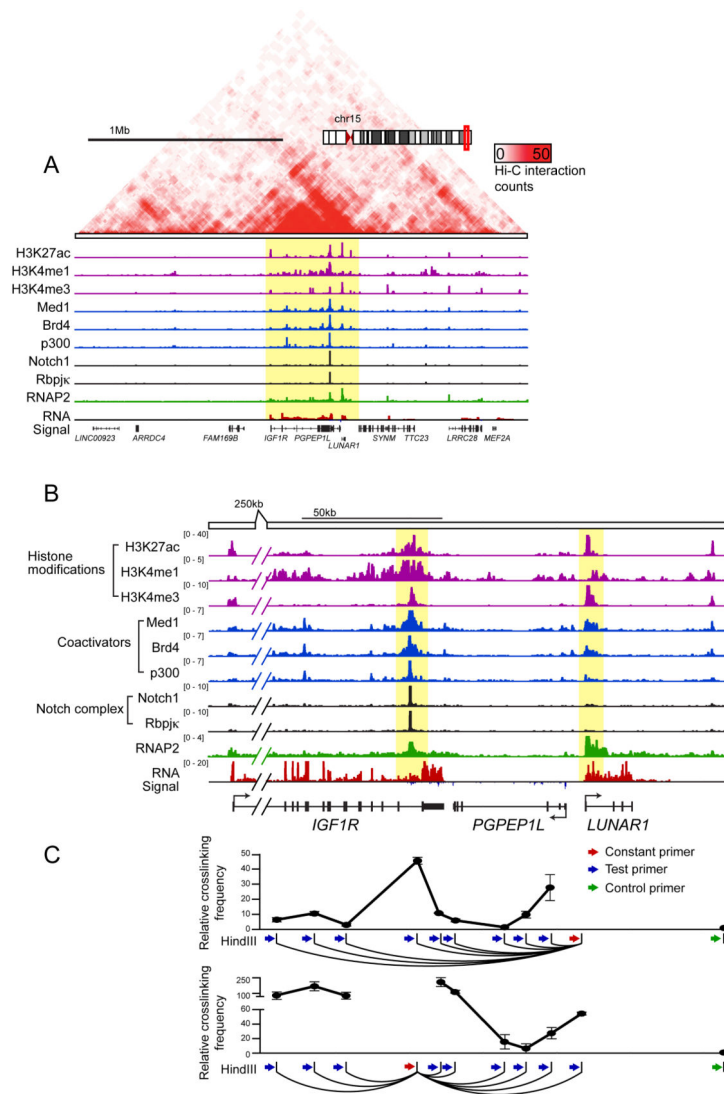 chr15
1Mb
A
0 50
Hi-C interaction
counts
H3K27ac
H3K4me1
H3K4me3
Med1
Brd4
p300
Notch1
Rbpjκ
RNAP2
RNA
Signal
LINC00923 ARRDC4 FAM169B IGF1R PGPEP1L LUNAR1 SYNM TTC23 LRRC28 MEF2A
B
250kb 50kb
Histone
modifications
[0 - 40]
H3K27ac
[0 - 5]
H3K4me1
[0 - 10]
H3K4me3
[0 - 7]
Coactivators
Med1
[0 - 7]
Brd4
[0 - 7]
p300
[0 - 10]
Notch complex
Notch1
[0 - 10]
Rbpjκ
RNAP2
[0 - 4]
[0 - 20]
RNA
Signal
IGF1R PGPEP1L LUNAR1
C
Relative crosslinking
frequency
50
40
30
20
10
0
HindIII
Constant primer
Test primer
Control primer
Relative crosslinking
frequency
250
100
60
40
20
0
HindIII